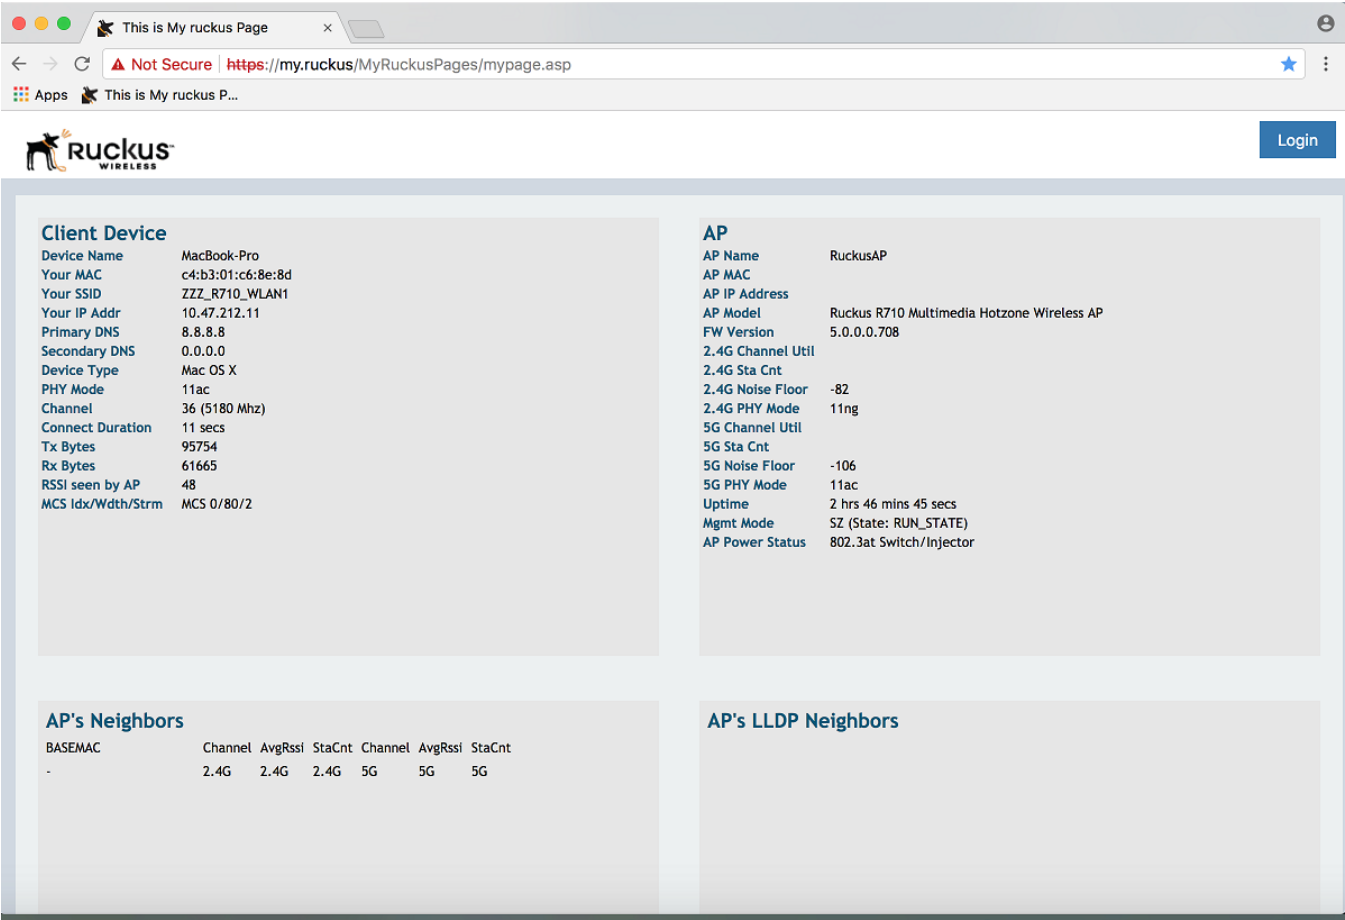 This is My ruckus Page ×
Not Secure https://my.ruckus/MyRuckusPages/mypage.asp
Apps This is My ruckus P...
Ruckus™
WIRELESS
Login
Client Device
Device Name MacBook-Pro
Your MAC c4:b3:01:c6:8e:8d
Your SSID ZZZ_R710_WLAN1
Your IP Addr 10.47.212.11
Primary DNS 8.8.8.8
Secondary DNS 0.0.0.0
Device Type Mac OS X
PHY Mode 11ac
Channel 36 (5180 Mhz)
Connect Duration 11 secs
Tx Bytes 95754
Rx Bytes 61665
RSSI seen by AP 48
MCS Idx/Wdth/Strm MCS 0/80/2
AP
AP Name RuckusAP
AP MAC
AP IP Address
AP Model Ruckus R710 Multimedia Hotzone Wireless AP
FW Version 5.0.0.0.708
2.4G Channel Util
2.4G Sta Cnt
2.4G Noise Floor -82
2.4G PHY Mode 11ng
5G Channel Util
5G Sta Cnt
5G Noise Floor -106
5G PHY Mode 11ac
Uptime 2 hrs 46 mins 45 secs
Mgmt Mode SZ (State: RUN_STATE)
AP Power Status 802.3at Switch/Injector
AP's Neighbors
BASEMAC Channel AvgRssi StaCnt Channel AvgRssi StaCnt
- 2.4G 2.4G 2.4G 5G 5G 5G
AP's LLDP Neighbors